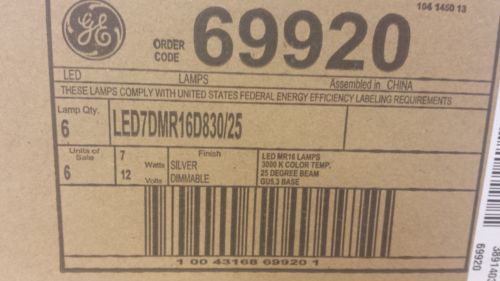 104 1460 13
GE
ORDER CODE 69920
LED LAMPS
Assembled in CHINA
THESE LAMPS COMPLY WITH UNITED STATES FEDERAL ENERGY EFFICIENCY LABELING REQUIREMENTS
Lamp Qty.
6
LED7DMR16D830/25
Units of Sale
6
7 Watts
12 Volts
Finish
SILVER
DIMMABLE
LED MR16 LAMPS
3000 K COLOR TEMP.
25 DEGREE BEAM
GU5.3 BASE
1 00 43168 69920 1
69920